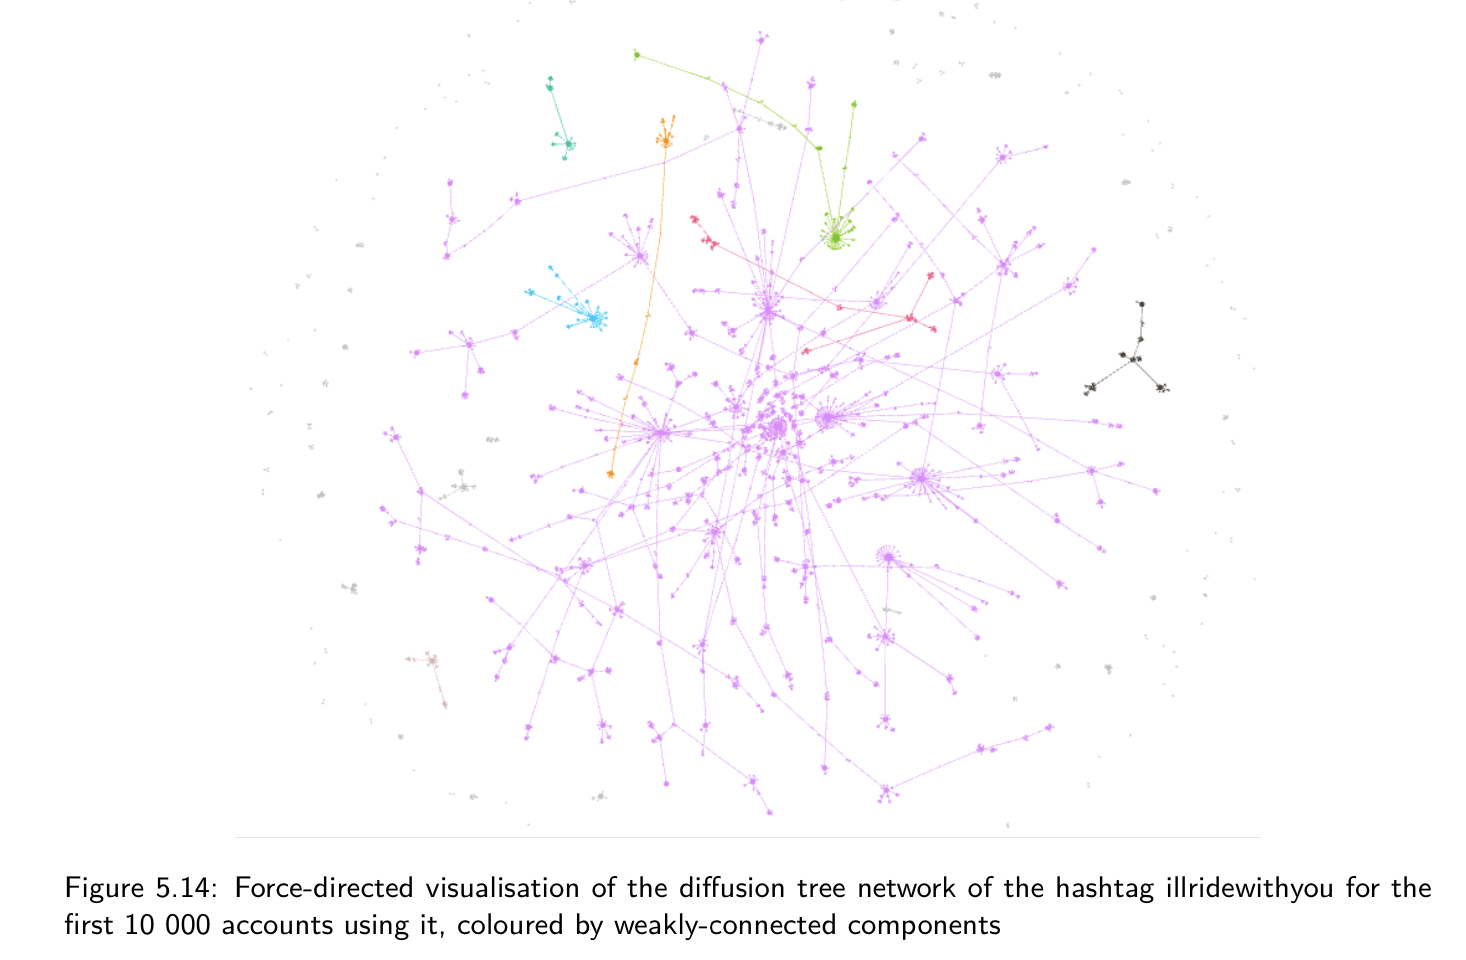 Figure 5.14: Force-directed visualisation of the diffusion tree network of the hashtag illridewithyou for the
first 10 000 accounts using it, coloured by weakly-connected components